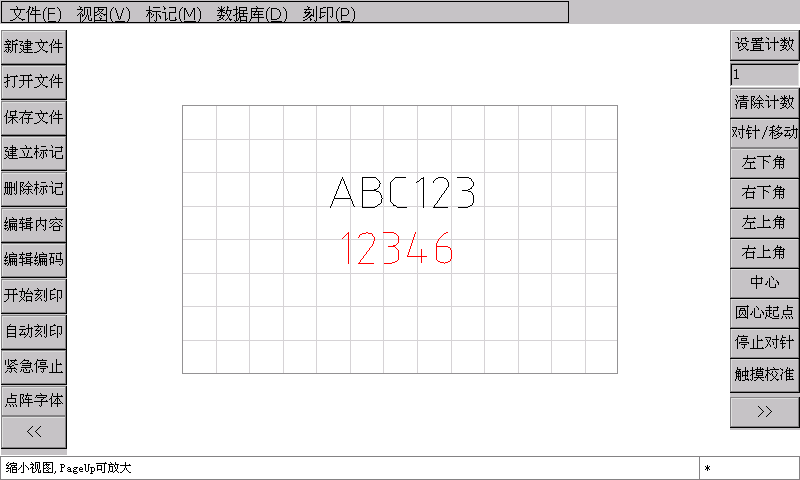 文件(F) 视图(V) 标记(M) 数据库(D) 刻印(P)
新建文件
打开文件
保存文件
建立标记
删除标记
编辑内容
编辑编码
开始刻印
自动刻印
紧急停止
点阵字体
<<
ABC123
12346
设置计数
1
清除计数
对针/移动
左下角
右下角
左上角
右上角
中心
圆心起点
停止对针
触摸校准
>>
缩小视图,PageUp可放大
*